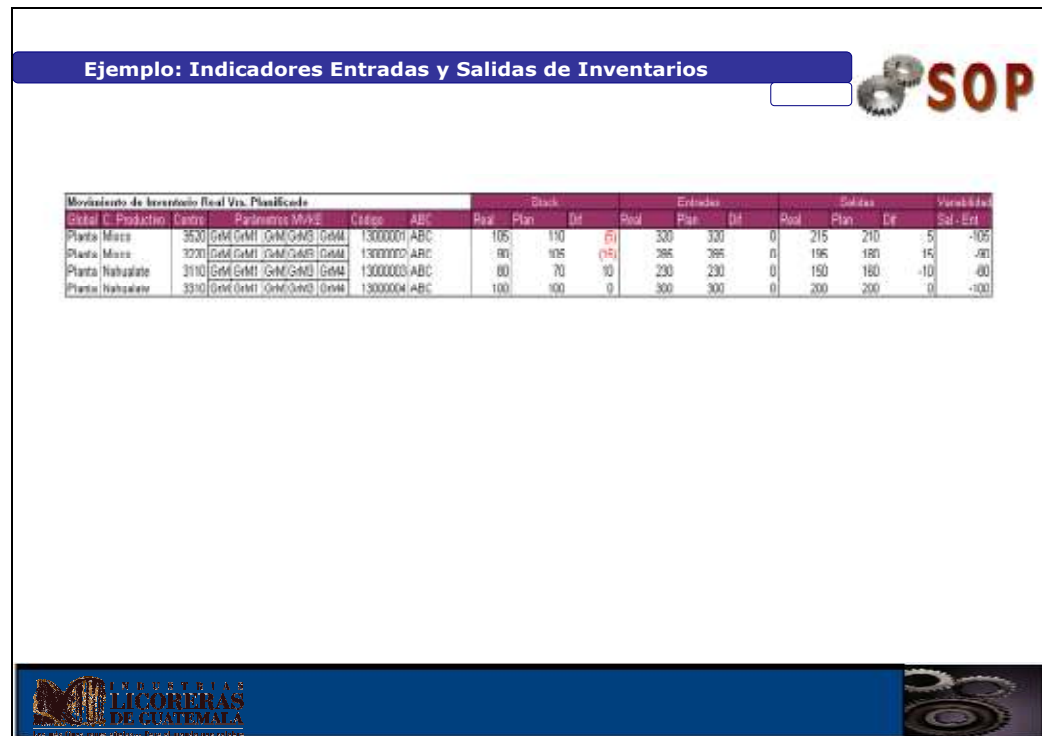 Ejemplo: Indicadores Entradas y Salidas de Inventarios
SOP
Movimiento de Inventario Real Vrs. Planificado Stock Entradas Salidas Variabilidad
Global C. Productivo Centro Parámetros MVKE Código ABC Real Plan Dif Real Plan Dif Real Plan Dif Sal - Ent
Planta Mixco 3520 GrM GrM1 GrM GrM3 GrM4 13000001 ABC 105 110 (5) 320 320 0 215 210 5 -105
Planta Mixco 3220 GrM GrM1 GrM GrM3 GrM4 13000002 ABC 90 105 (15) 285 285 0 195 180 15 -90
Planta Nahualate 3110 GrM GrM1 GrM GrM3 GrM4 13000003 ABC 80 70 10 230 230 0 150 160 -10 -80
Planta Nahualate 3310 GrM GrM1 GrM GrM3 GrM4 13000004 ABC 100 100 0 300 300 0 200 200 0 -100
INDUSTRIAS
LICORERAS
DE GUATEMALA